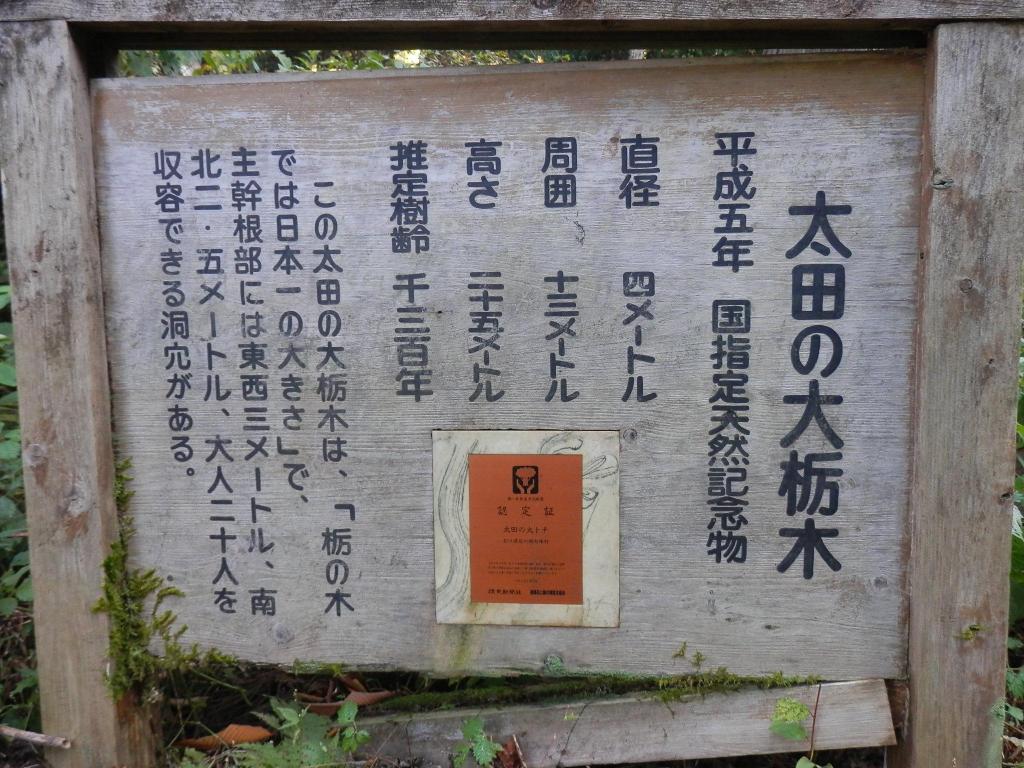 太田の大栃木
平成五年 国指定天然記念物
直径 四メートル
周囲 十三メートル
高さ 二十五メートル
推定樹齢 千三百年
この太田の大栃木は、「栃の木
では日本一の大きさ」で、
主幹根部には東西三メートル、南
北二・五メートル、大人二十人を
収容できる洞穴がある。
認定証
太田の大トチ
読売新聞社